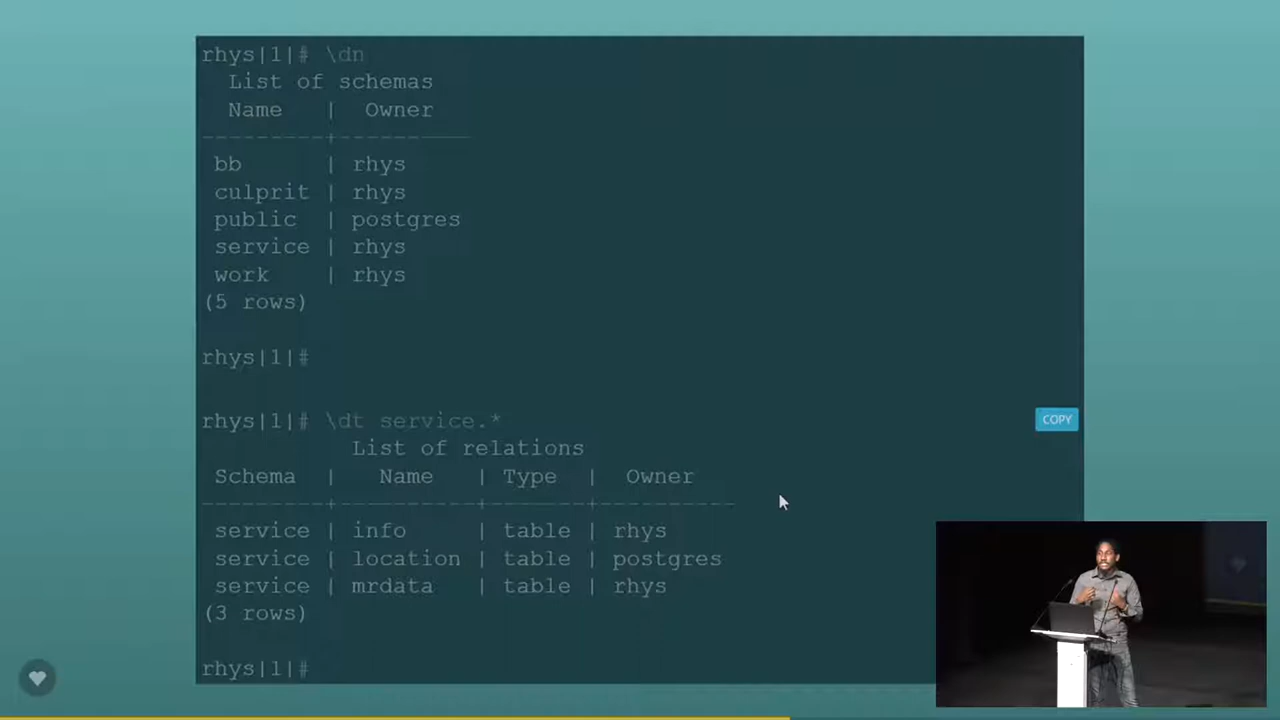 rhys|1|# \dn
List of schemas
Name | Owner
---------+----------
bb | rhys
culprit | rhys
public | postgres
service | rhys
work | rhys
(5 rows)
rhys|1|#
rhys|1|# \dt service.*
COPY
List of relations
Schema | Name | Type | Owner
---------+----------+-------+----------
service | info | table | rhys
service | location | table | postgres
service | mrdata | table | rhys
(3 rows)
rhys|1|#